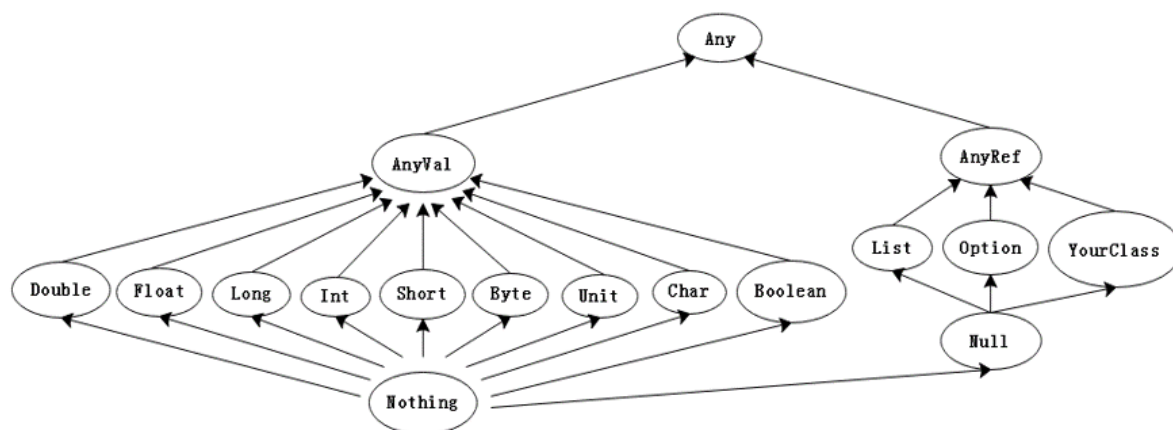 Any
AnyVal
AnyRef
List
Option
YourClass
Double
Float
Long
Int
Short
Byte
Unit
Char
Boolean
Null
Nothing